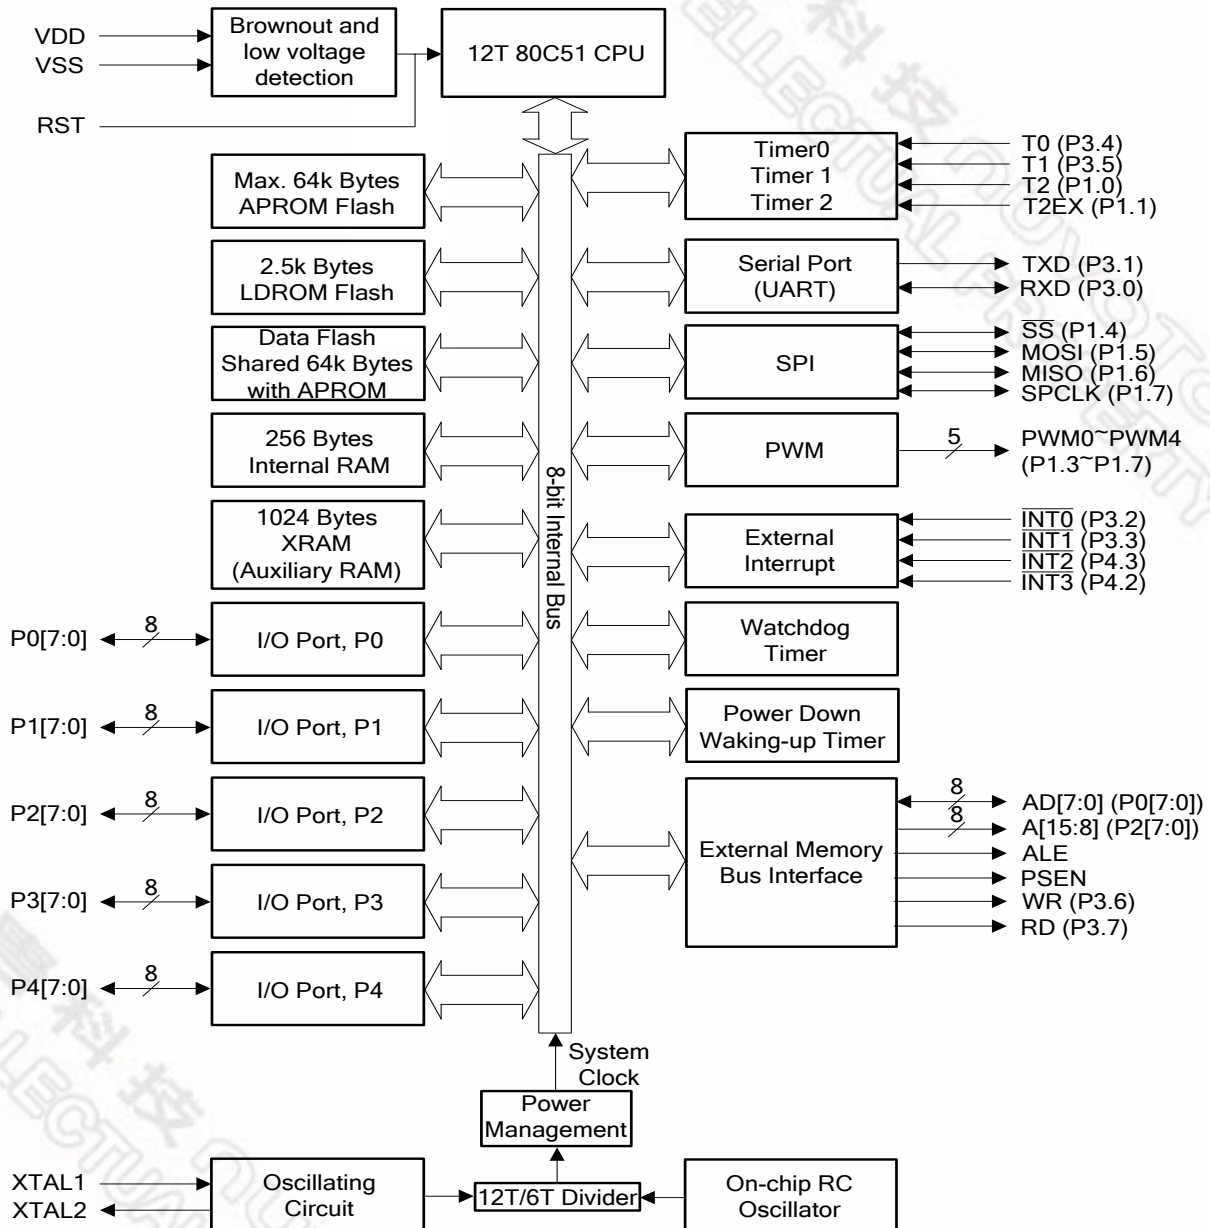 VDD
VSS
RST
Brownout and
low voltage
detection
12T 80C51 CPU
Max. 64k Bytes
APROM Flash
2.5k Bytes
LDROM Flash
Data Flash
Shared 64k Bytes
with APROM
256 Bytes
Internal RAM
1024 Bytes
XRAM
(Auxiliary RAM)
P0[7:0]
8
I/O Port, P0
P1[7:0]
8
I/O Port, P1
P2[7:0]
8
I/O Port, P2
P3[7:0]
8
I/O Port, P3
P4[7:0]
8
I/O Port, P4
8-bit Internal Bus
Timer0
Timer 1
Timer 2
T0 (P3.4)
T1 (P3.5)
T2 (P1.0)
T2EX (P1.1)
Serial Port
(UART)
TXD (P3.1)
RXD (P3.0)
SPI
SS (P1.4)
MOSI (P1.5)
MISO (P1.6)
SPCLK (P1.7)
PWM
5
PWM0~PWM4
(P1.3~P1.7)
External
Interrupt
INT0 (P3.2)
INT1 (P3.3)
INT2 (P4.3)
INT3 (P4.2)
Watchdog
Timer
Power Down
Waking-up Timer
External Memory
Bus Interface
8
AD[7:0] (P0[7:0])
8
A[15:8] (P2[7:0])
ALE
PSEN
WR (P3.6)
RD (P3.7)
System
Clock
Power
Management
XTAL1
XTAL2
Oscillating
Circuit
12T/6T Divider
On-chip RC
Oscillator
科技 nuvoTon
ELLECTUAL PROPERTY
科技 nuvo
LLECTUAL